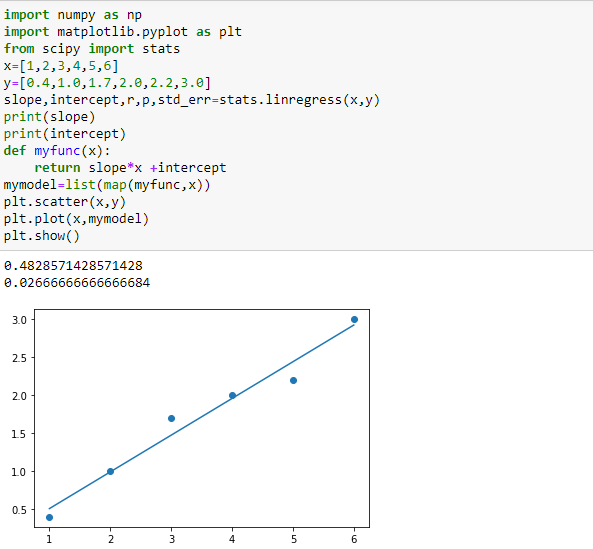 import numpy as np
import matplotlib.pyplot as plt
from scipy import stats
x=[1,2,3,4,5,6]
y=[0.4,1.0,1.7,2.0,2.2,3.0]
slope,intercept,r,p,std_err=stats.linregress(x,y)
print(slope)
print(intercept)
def myfunc(x):
    return slope*x +intercept
mymodel=list(map(myfunc,x))
plt.scatter(x,y)
plt.plot(x,mymodel)
plt.show()
0.4828571428571428
0.02666666666666684
3.0
2.5
2.0
1.5
1.0
0.5
1 2 3 4 5 6